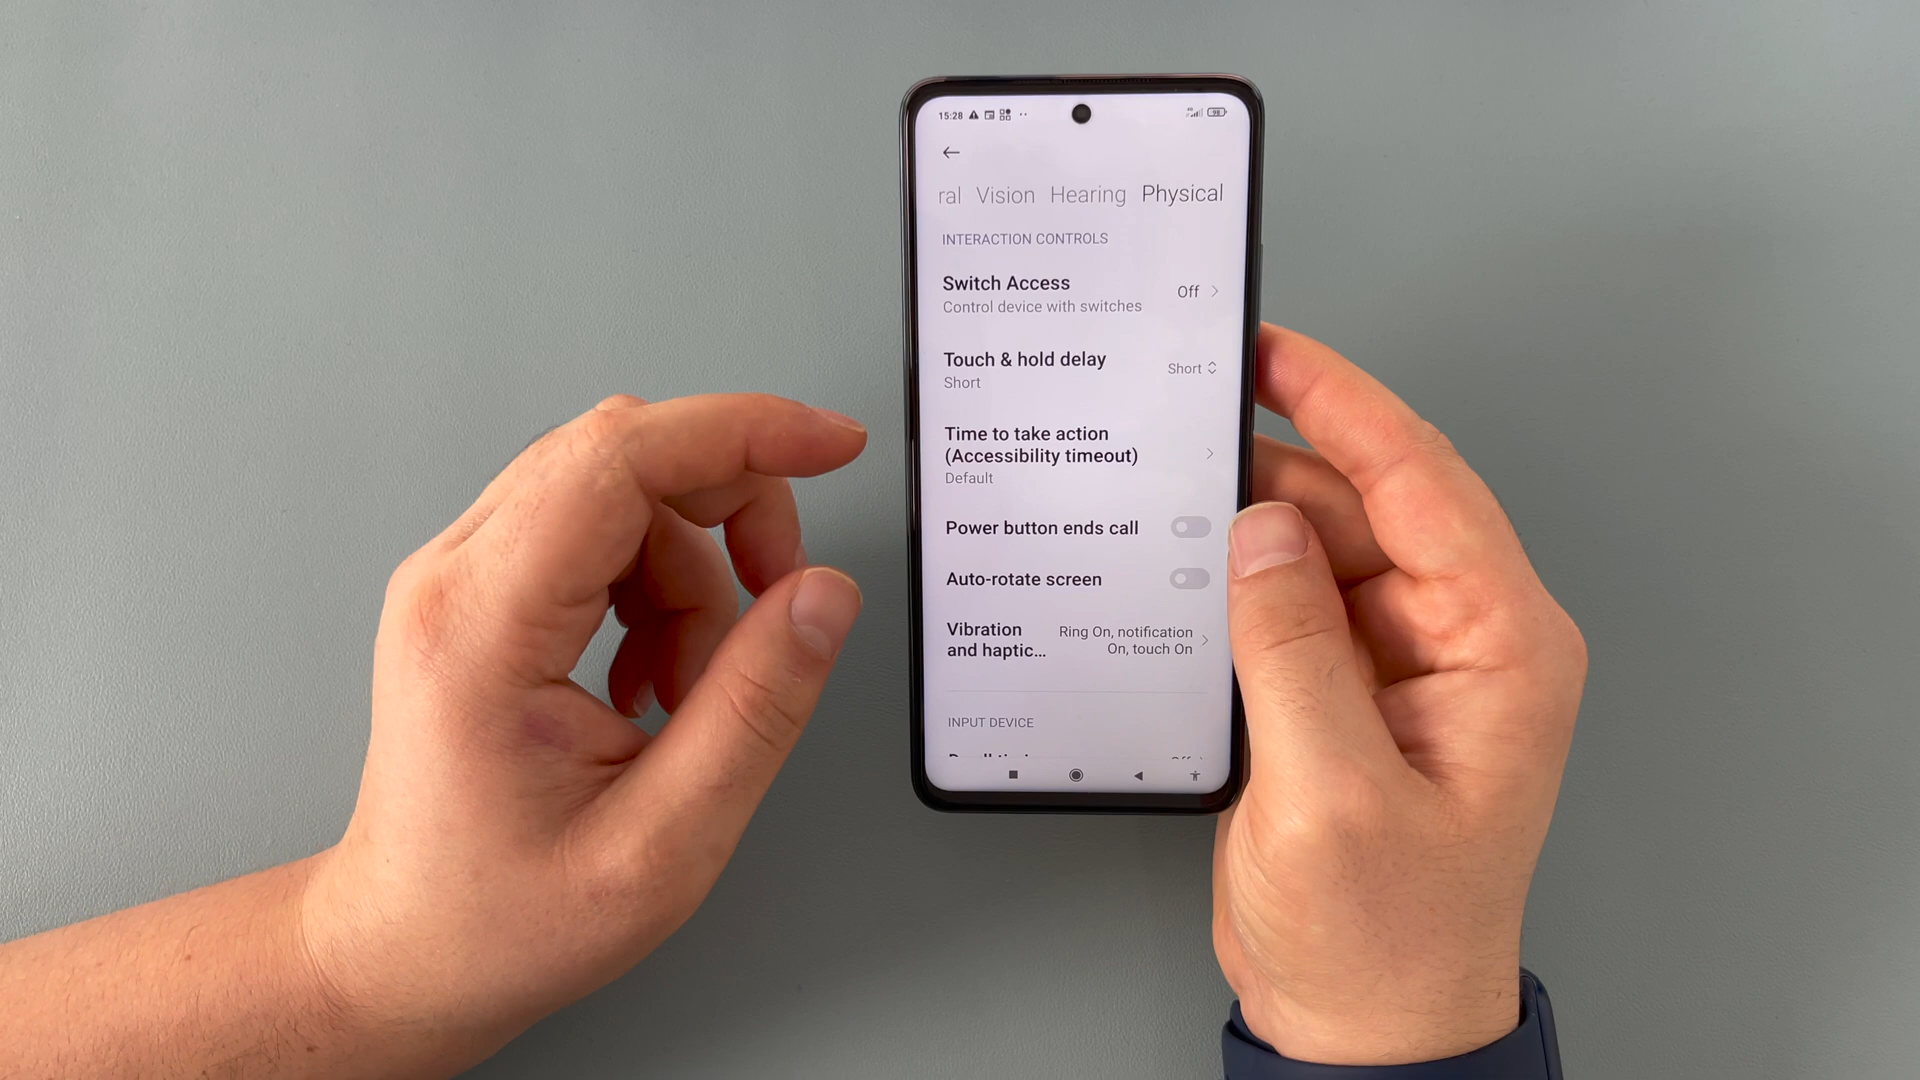 15:28
98
ral Vision Hearing Physical
INTERACTION CONTROLS
Switch Access
Control device with switches
Off
Touch & hold delay
Short
Short
Time to take action
(Accessibility timeout)
Default
Power button ends call
Auto-rotate screen
Vibration
and haptic...
Ring On, notification
On, touch On
INPUT DEVICE